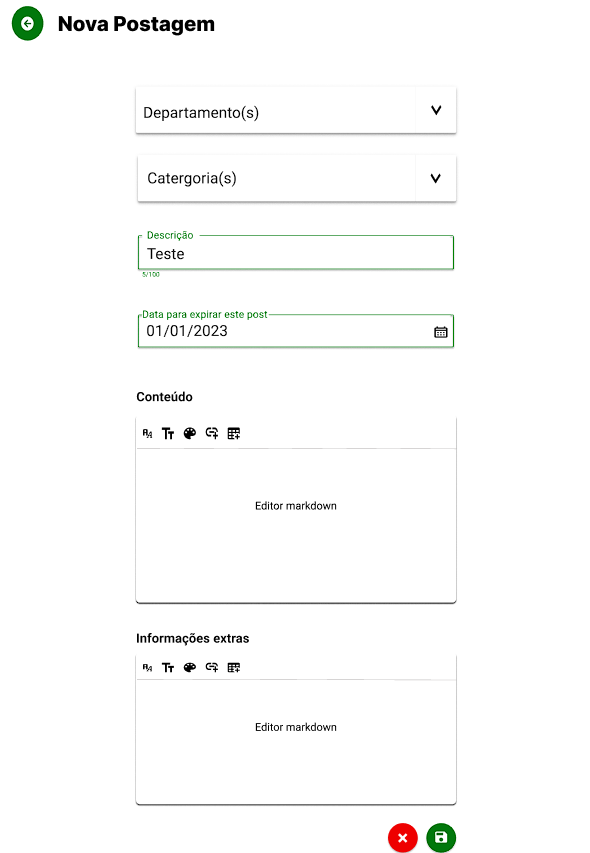 Nova Postagem
Departamento(s)
Catergoria(s)
Descrição
Teste
5/100
Data para expirar este post
01/01/2023
Conteúdo
Editor markdown
Informações extras
Editor markdown